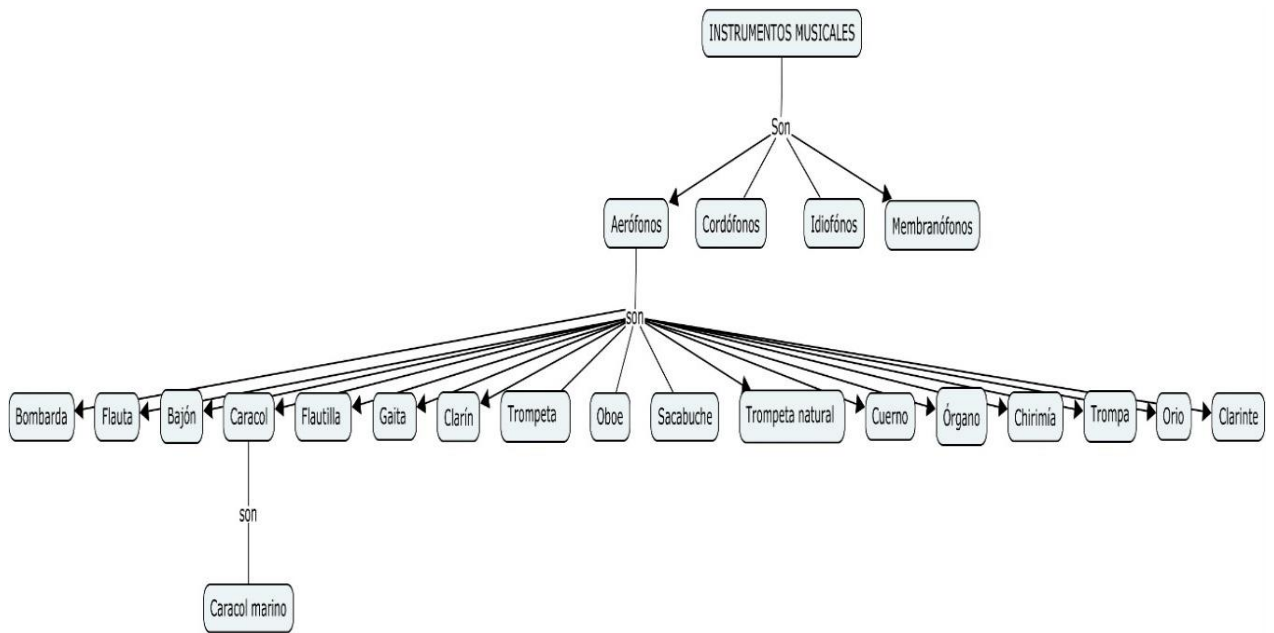 INSTRUMENTOS MUSICALES
Son
Aerófonos
Cordófonos
Idiofónos
Membranófonos
son
Bombarda
Flauta
Bajón
Caracol
Flautilla
Gaita
Clarín
Trompeta
Oboe
Sacabuche
Trompeta natural
Cuerno
Órgano
Chirimía
Trompa
Orio
Clarinte
son
Caracol marino